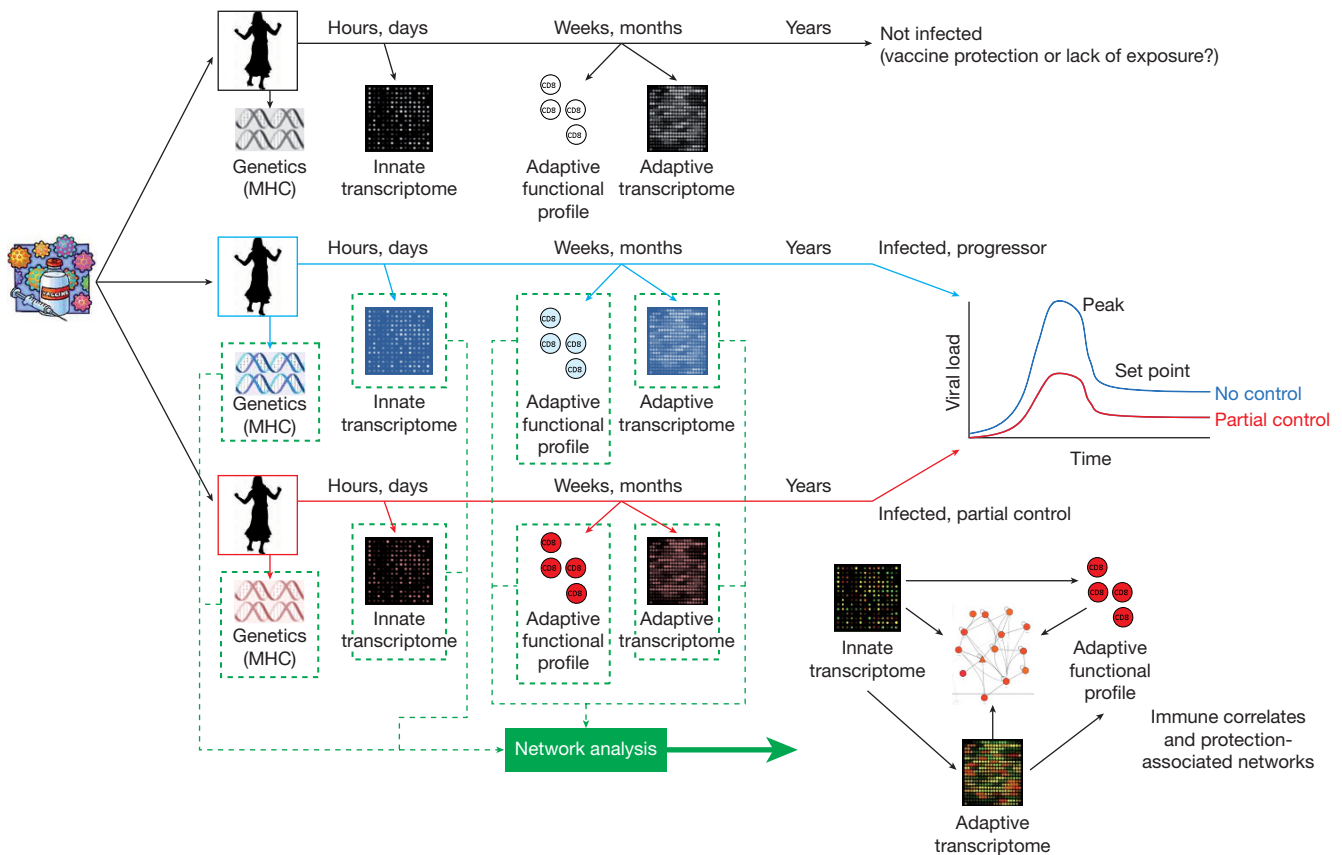 Hours, days
Weeks, months
Years
Not infected
(vaccine protection or lack of exposure?)
CD8
CD8
CD8
CD8
Genetics
(MHC)
Innate
transcriptome
Adaptive
functional
profile
Adaptive
transcriptome
VACCINE
Hours, days
Weeks, months
Years
Infected, progressor
CD8
CD8
CD8
CD8
Genetics
(MHC)
Innate
transcriptome
Adaptive
functional
profile
Adaptive
transcriptome
Viral load
Peak
Set point
No control
Partial control
Time
Hours, days
Weeks, months
Years
Infected, partial control
CD8
CD8
CD8
CD8
Genetics
(MHC)
Innate
transcriptome
Adaptive
functional
profile
Adaptive
transcriptome
Network analysis
CD8
CD8
CD8
CD8
Innate
transcriptome
Adaptive
functional
profile
Adaptive
transcriptome
Immune correlates
and protection-
associated networks